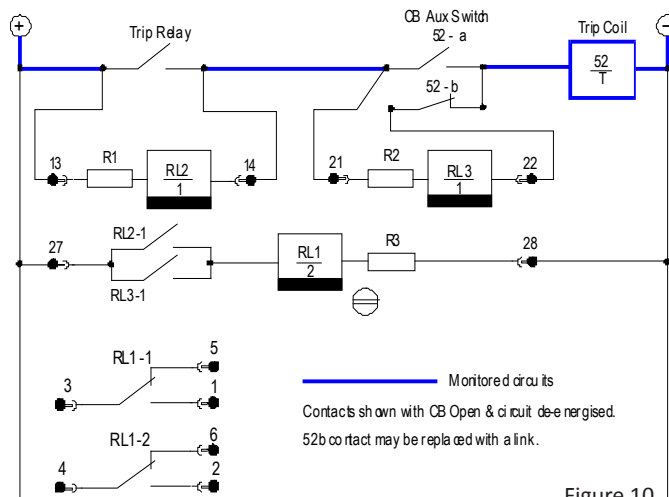 +
−
CB Aux Switch
Trip Relay
52 - a
Trip Coil
52
T
52 - b
13
R1
RL2
1
14
21
R2
RL3
1
22
RL2-1
27
RL3-1
RL1
2
R3
28
RL1-1
5
3
1
RL1-2
6
4
2
Monitored circuits
Contacts shown with CB Open & circuit de-energised.
52b contact may be replaced with a link.
Figure 10